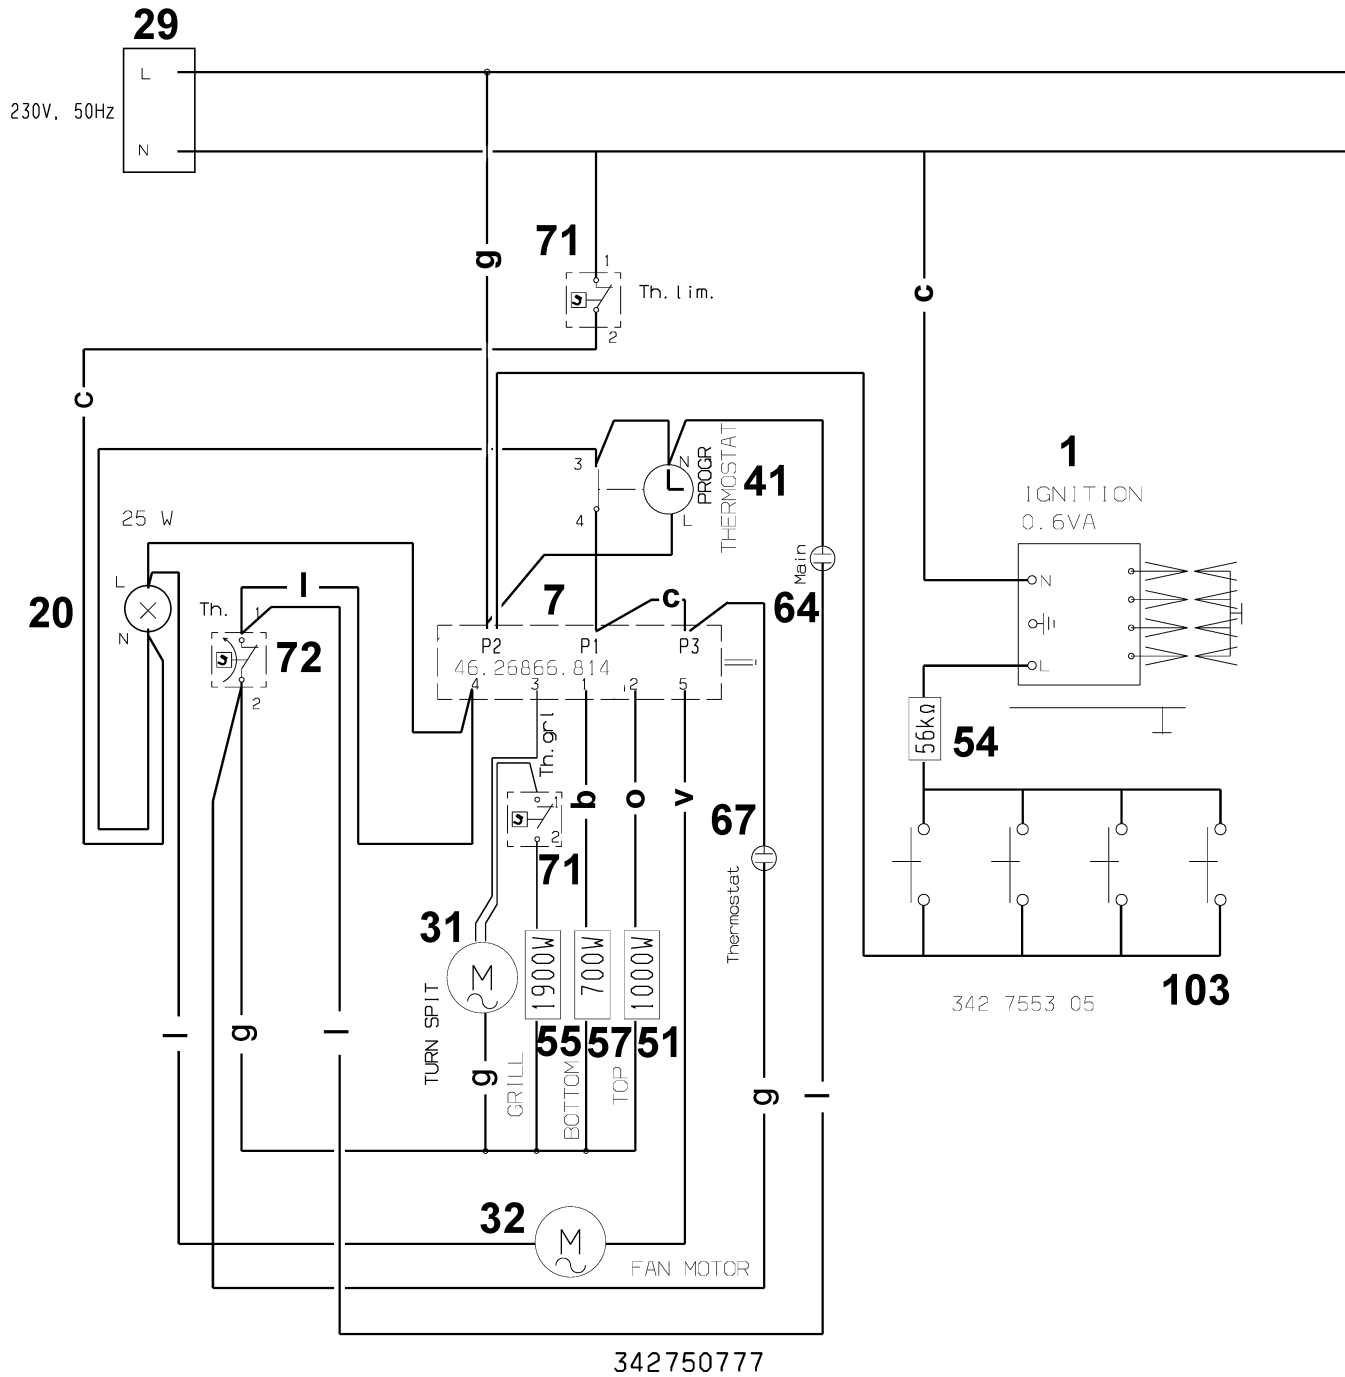 29
L
230V, 50Hz
N
71
1
Th. lim.
2
g
c
c
3
N
PROGR
THERMOSTAT
41
4
L
1
IGNITION
0.6VA
25 W
L
20
N
Th.
1
l
72
2
7
c
Main
64
N
L
P2
P1
P3
46.26866.814
4
3
1
2
5
Th.grl
56kΩ
54
1
2
71
b
o
v
67
Thermostat
31
M
TURN SPIT
1900W
700W
1000W
55
57
51
GRILL
BOTTOM
TOP
103
342 7553 05
l
g
l
g
g
l
32
M
FAN MOTOR
342750777